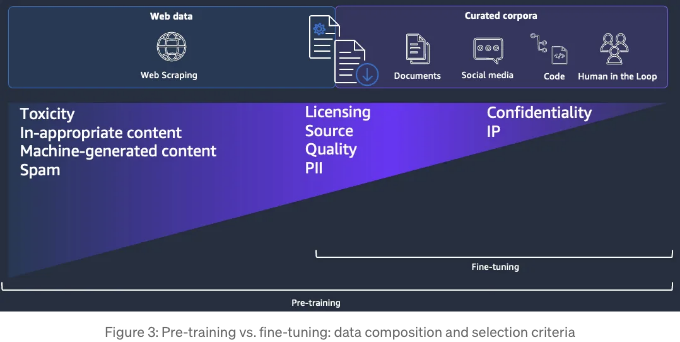 Web data
Curated corpora
Web Scraping
Documents
Social media
Code
Human in the Loop
Toxicity
In-appropriate content
Machine-generated content
Spam
Licensing
Source
Quality
PII
Confidentiality
IP
Fine-tuning
Pre-training
Figure 3: Pre-training vs. fine-tuning: data composition and selection criteria